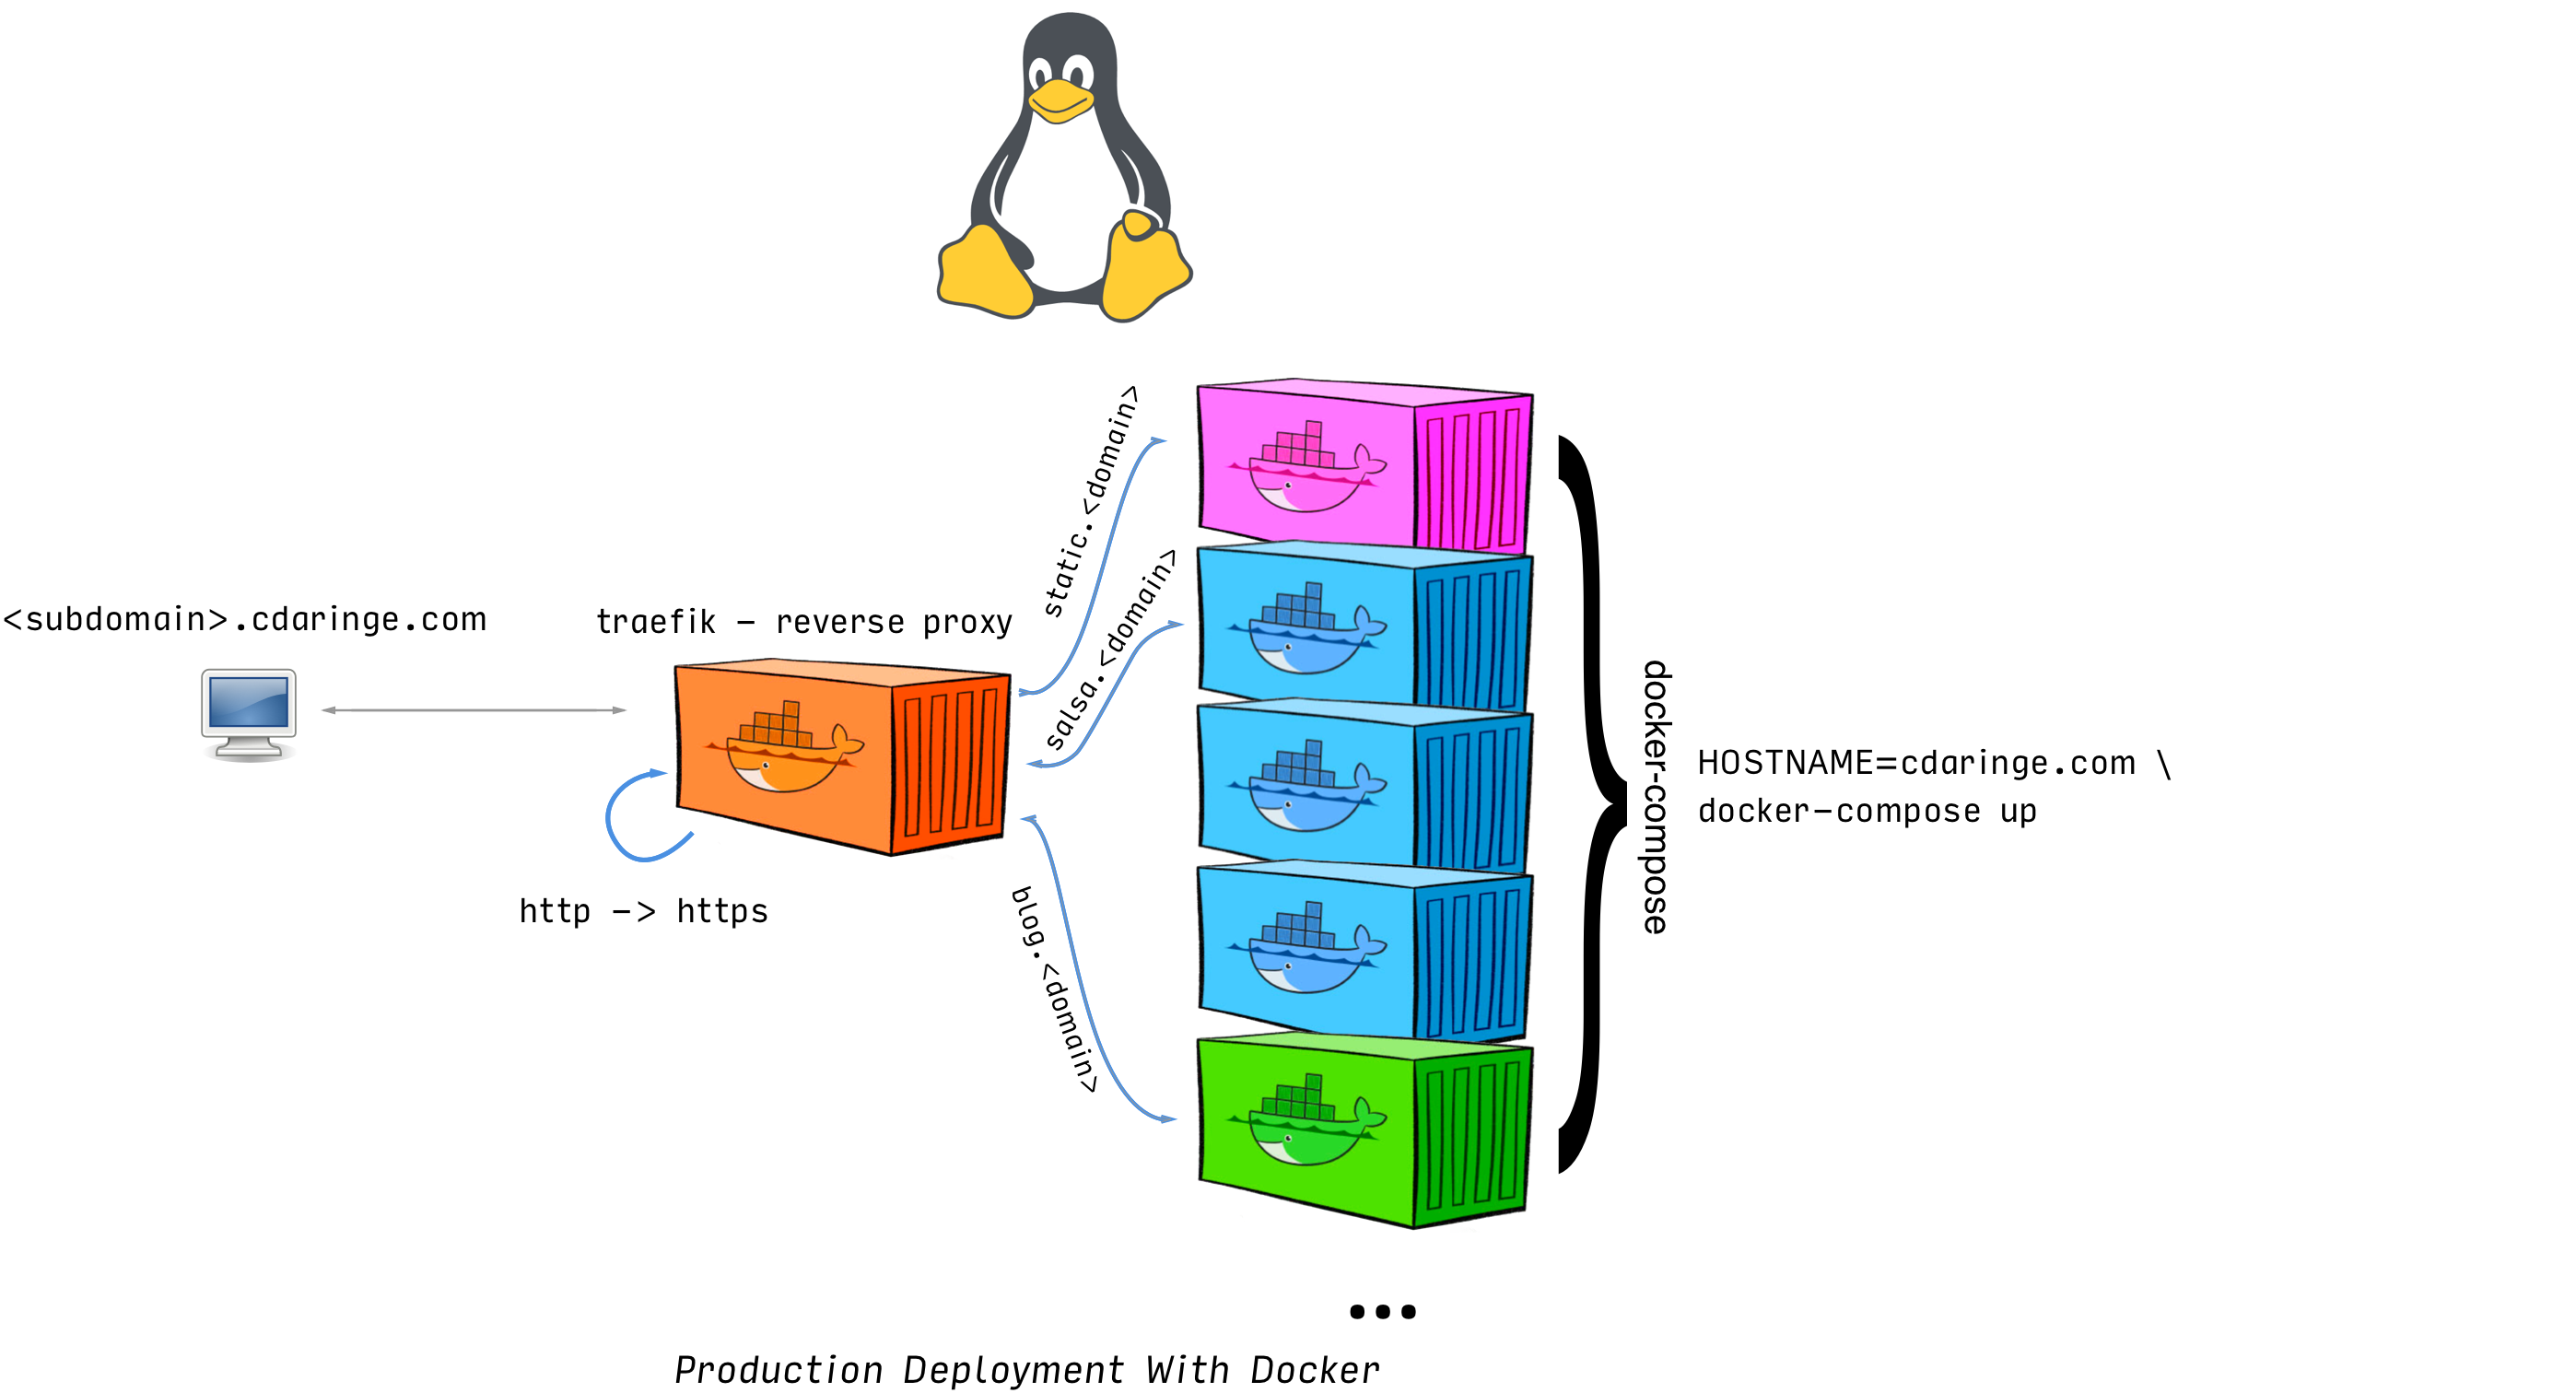 <subdomain>.cdaringe.com
traefik - reverse proxy
http -> https
static.<domain>
salsa.<domain>
blog.<domain>
docker-compose
HOSTNAME=cdaringe.com \
docker-compose up
...
Production Deployment With Docker